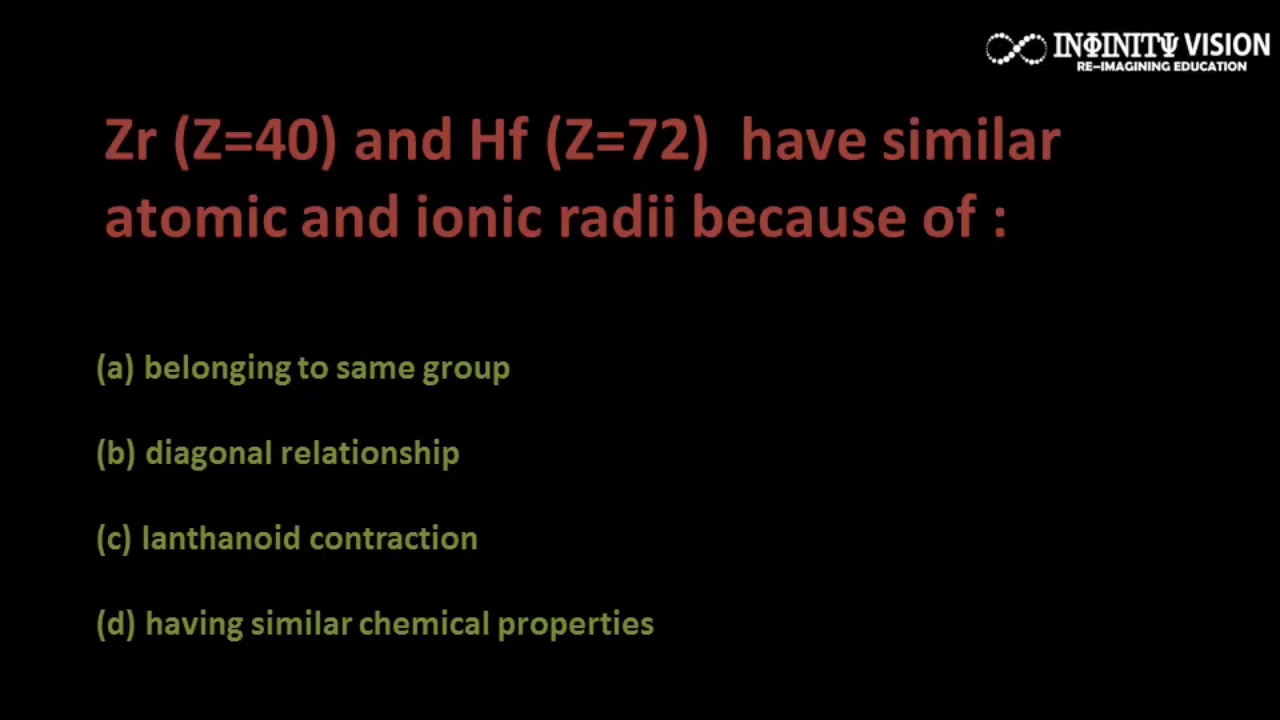 INΦINITΨ VISION
RE-IMAGINING EDUCATION
Zr (Z=40) and Hf (Z=72) have similar
atomic and ionic radii because of :
(a) belonging to same group
(b) diagonal relationship
(c) lanthanoid contraction
(d) having similar chemical properties